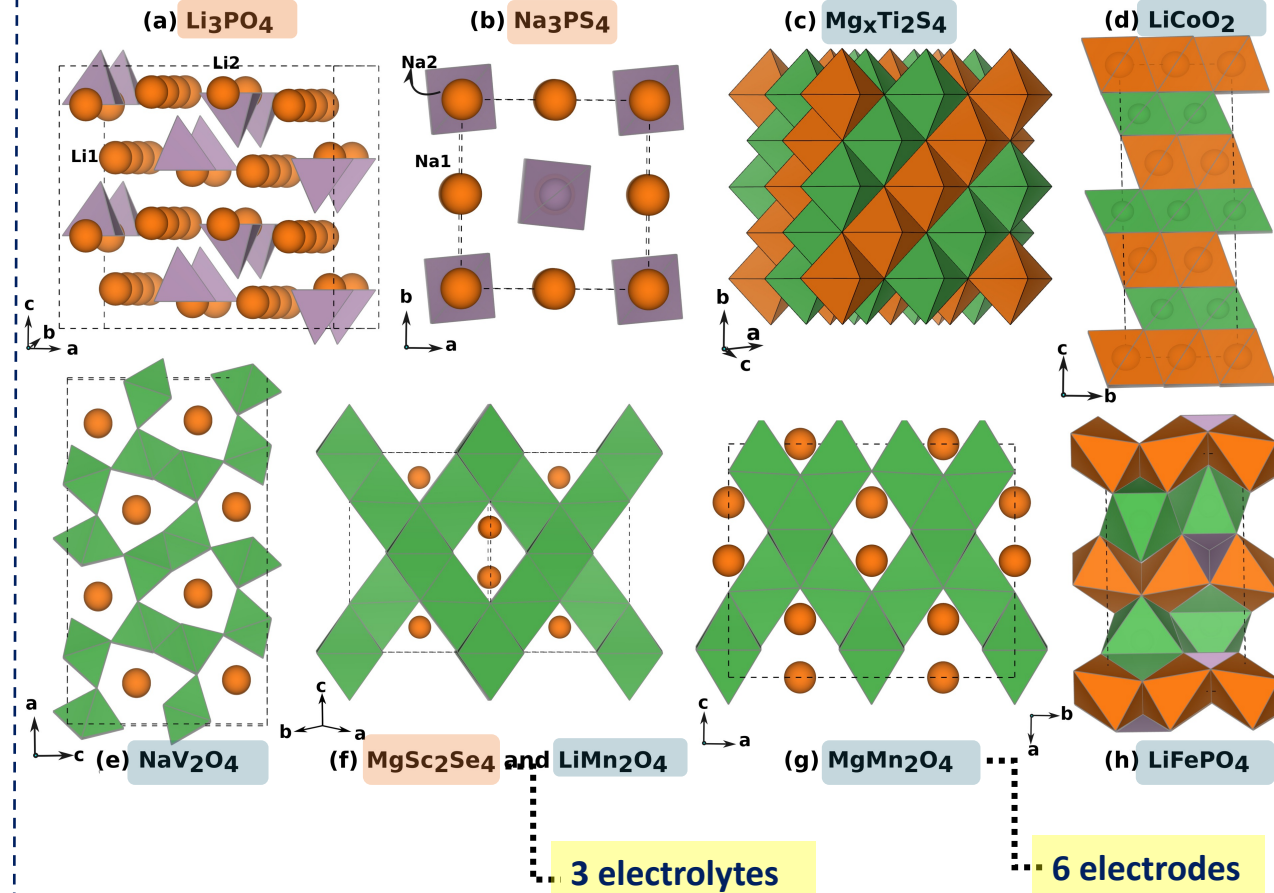 (a) Li3PO4
(b) Na3PS4
(c) MgxTi2S4
(d) LiCoO2
Li2
Li1
c
b
a
Na2
Na1
b
a
b
a
c
c
b
a
c
(e) NaV2O4
c
b
a
(f) MgSc2Se4 and LiMn2O4
c
a
(g) MgMn2O4
b
a
(h) LiFePO4
3 electrolytes
6 electrodes